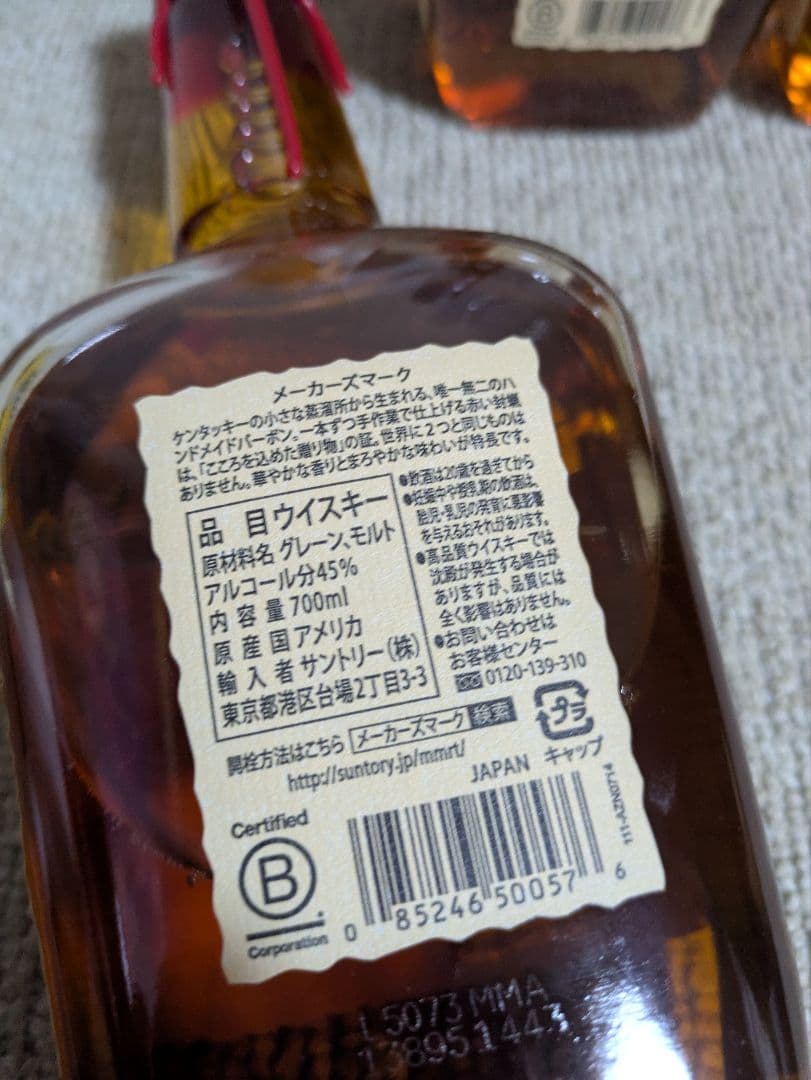 メーカーズマーク
ケンタッキーの小さな蒸溜所から生まれる、唯一無二のハ
ンドメイドバーボン。一本ずつ手作業で仕上げる赤い封蠟
は、「こころを込めた贈り物」の証。世界に2つと同じものは
ありません。華やかな香りとまろやかな味わいが特長です。
品 目 ウイスキー
原材料名 グレーン、モルト
アルコール分45%
内 容 量 700ml
原 産 国 アメリカ
輸 入 者 サントリー(株)
東京都港区台場2丁目3-3
●飲酒は20歳を過ぎてから
●妊娠中や授乳期の飲酒は、
胎児・乳児の発育に悪影響
を与えるおそれがあります。
●高品質ウイスキーでは
沈殿が発生する場合が
ありますが、品質には
全く影響はありません。
●お問い合わせは
お客様センター
0120-139-310
開栓方法はこちら メーカーズマーク 検索
http://suntory.jp/mmrt/
プラ
JAPAN キャップ
111-AZN0714
Certified
B
Corporation
0 85246 50057 6
L5073MMA
138951443